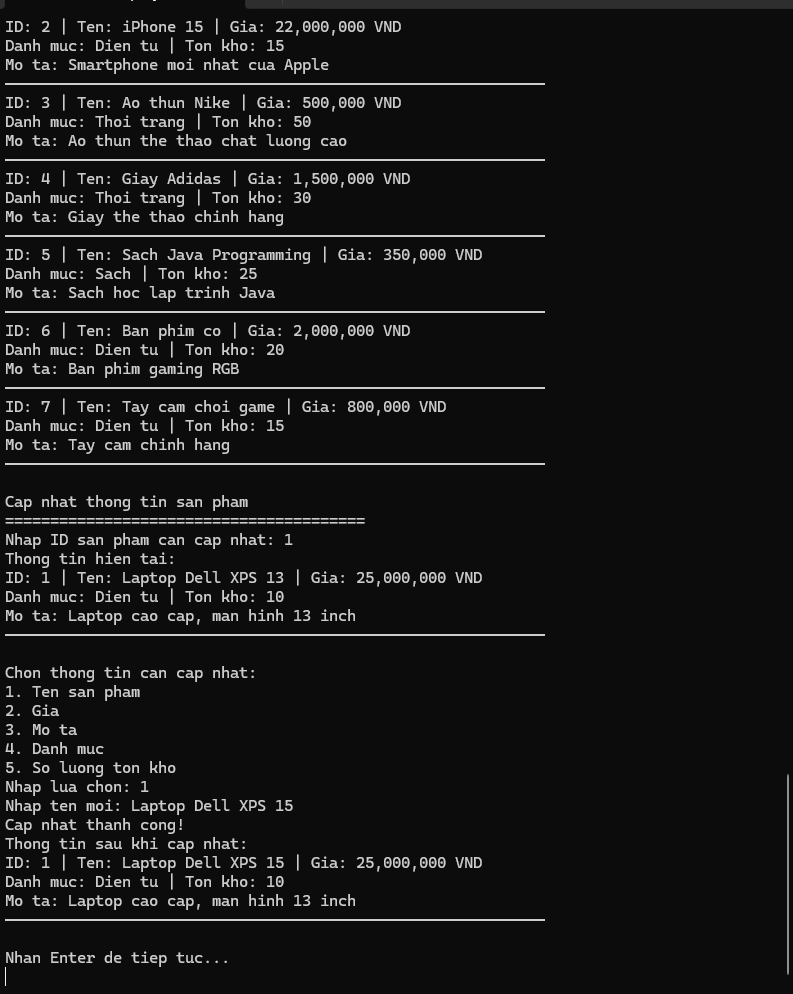 ID: 2 | Ten: iPhone 15 | Gia: 22,000,000 VND
Danh muc: Dien tu | Ton kho: 15
Mo ta: Smartphone moi nhat cua Apple
ID: 3 | Ten: Ao thun Nike | Gia: 500,000 VND
Danh muc: Thoi trang | Ton kho: 50
Mo ta: Ao thun the thao chat luong cao
ID: 4 | Ten: Giay Adidas | Gia: 1,500,000 VND
Danh muc: Thoi trang | Ton kho: 30
Mo ta: Giay the thao chinh hang
ID: 5 | Ten: Sach Java Programming | Gia: 350,000 VND
Danh muc: Sach | Ton kho: 25
Mo ta: Sach hoc lap trinh Java
ID: 6 | Ten: Ban phim co | Gia: 2,000,000 VND
Danh muc: Dien tu | Ton kho: 20
Mo ta: Ban phim gaming RGB
ID: 7 | Ten: Tay cam choi game | Gia: 800,000 VND
Danh muc: Dien tu | Ton kho: 15
Mo ta: Tay cam chinh hang
Cap nhat thong tin san pham
========================================
Nhap ID san pham can cap nhat: 1
Thong tin hien tai:
ID: 1 | Ten: Laptop Dell XPS 13 | Gia: 25,000,000 VND
Danh muc: Dien tu | Ton kho: 10
Mo ta: Laptop cao cap, man hinh 13 inch
Chon thong tin can cap nhat:
1. Ten san pham
2. Gia
3. Mo ta
4. Danh muc
5. So luong ton kho
Nhap lua chon: 1
Nhap ten moi: Laptop Dell XPS 15
Cap nhat thanh cong!
Thong tin sau khi cap nhat:
ID: 1 | Ten: Laptop Dell XPS 15 | Gia: 25,000,000 VND
Danh muc: Dien tu | Ton kho: 10
Mo ta: Laptop cao cap, man hinh 13 inch
Nhan Enter de tiep tuc...